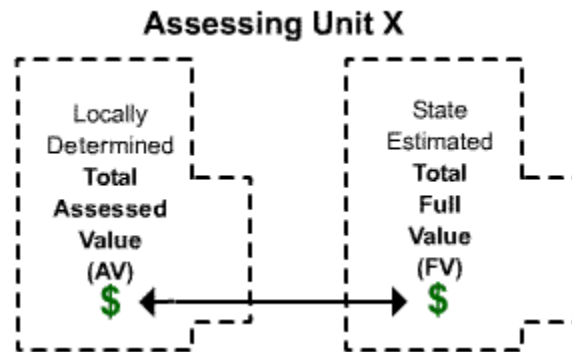 Assessing Unit X
Locally
Determined
Total
Assessed
Value
(AV)
$
State
Estimated
Total
Full
Value
(FV)
$